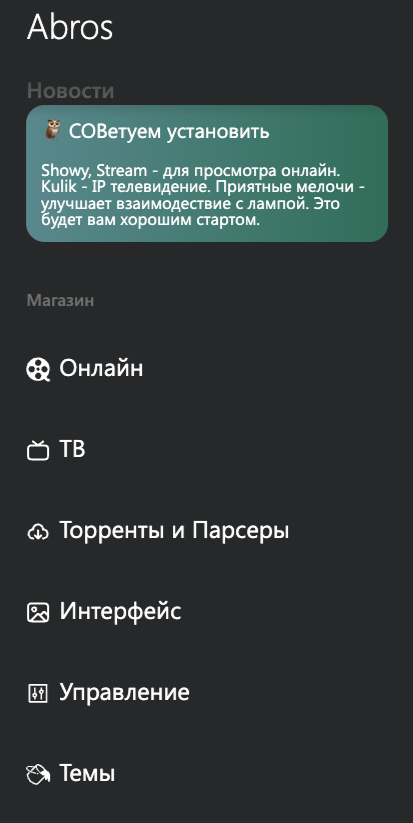 Abros
Новости
СОВетуем установить
Showy, Stream - для просмотра онлайн.
Kulik - IP телевидение. Приятные мелочи -
улучшает взаимодествие с лампой. Это
будет вам хорошим стартом.
Магазин
Онлайн
ТВ
Торренты и Парсеры
Интерфейс
Управление
Темы